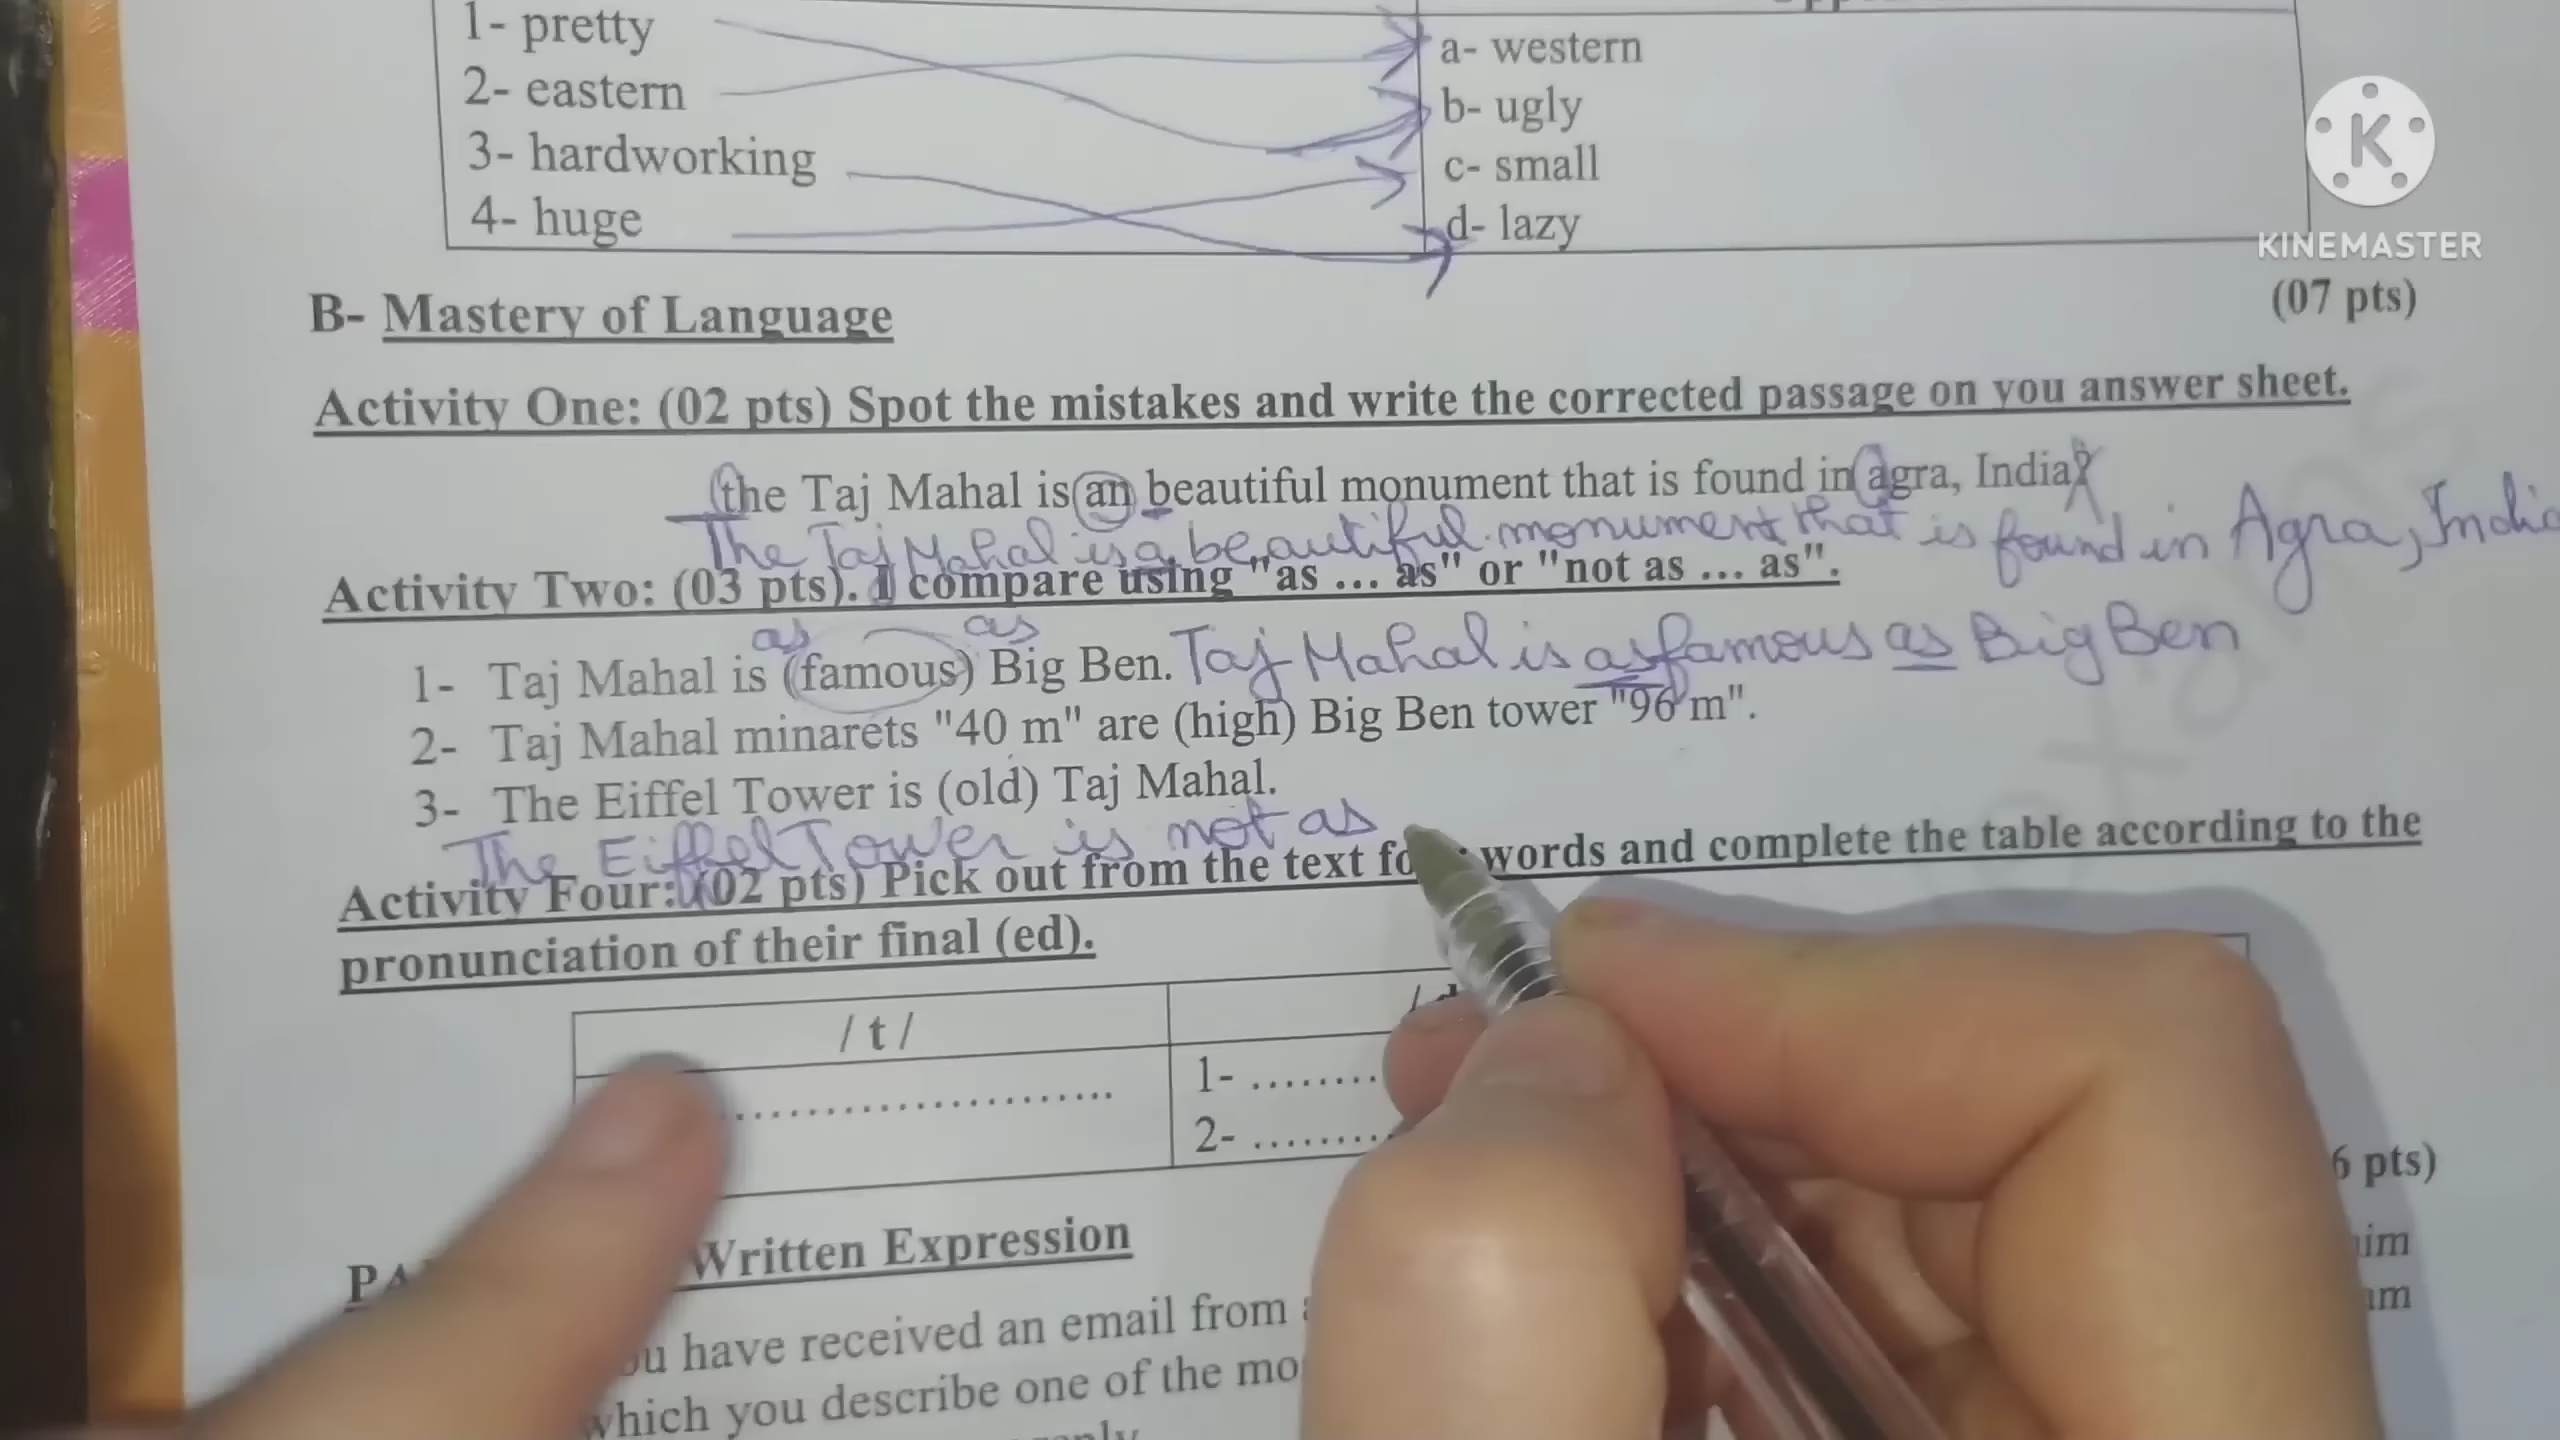 1- pretty
a- western
2- eastern
b- ugly
3- hardworking
c- small
4- huge
d- lazy
K
KINEMASTER
B- Mastery of Language
(07 pts)
Activity One: (02 pts) Spot the mistakes and write the corrected passage on you answer sheet.
the Taj Mahal is an beautiful monument that is found in agra, India?
The Taj Mahal is a beautiful monument that is found in Agra, India
Activity Two: (03 pts). I compare using "as ... as" or "not as ... as".
as as
1- Taj Mahal is (famous) Big Ben. Taj Mahal is as famous as Big Ben
2- Taj Mahal minarets "40 m" are (high) Big Ben tower "96 m".
3- The Eiffel Tower is (old) Taj Mahal.
The Eiffel Tower is not as
Activity Four: (02 pts) Pick out from the text words and complete the table according to the
pronunciation of their final (ed).
/ t /
1- ........
2- .........
6 pts)
Written Expression
have received an email from
which you describe one of the